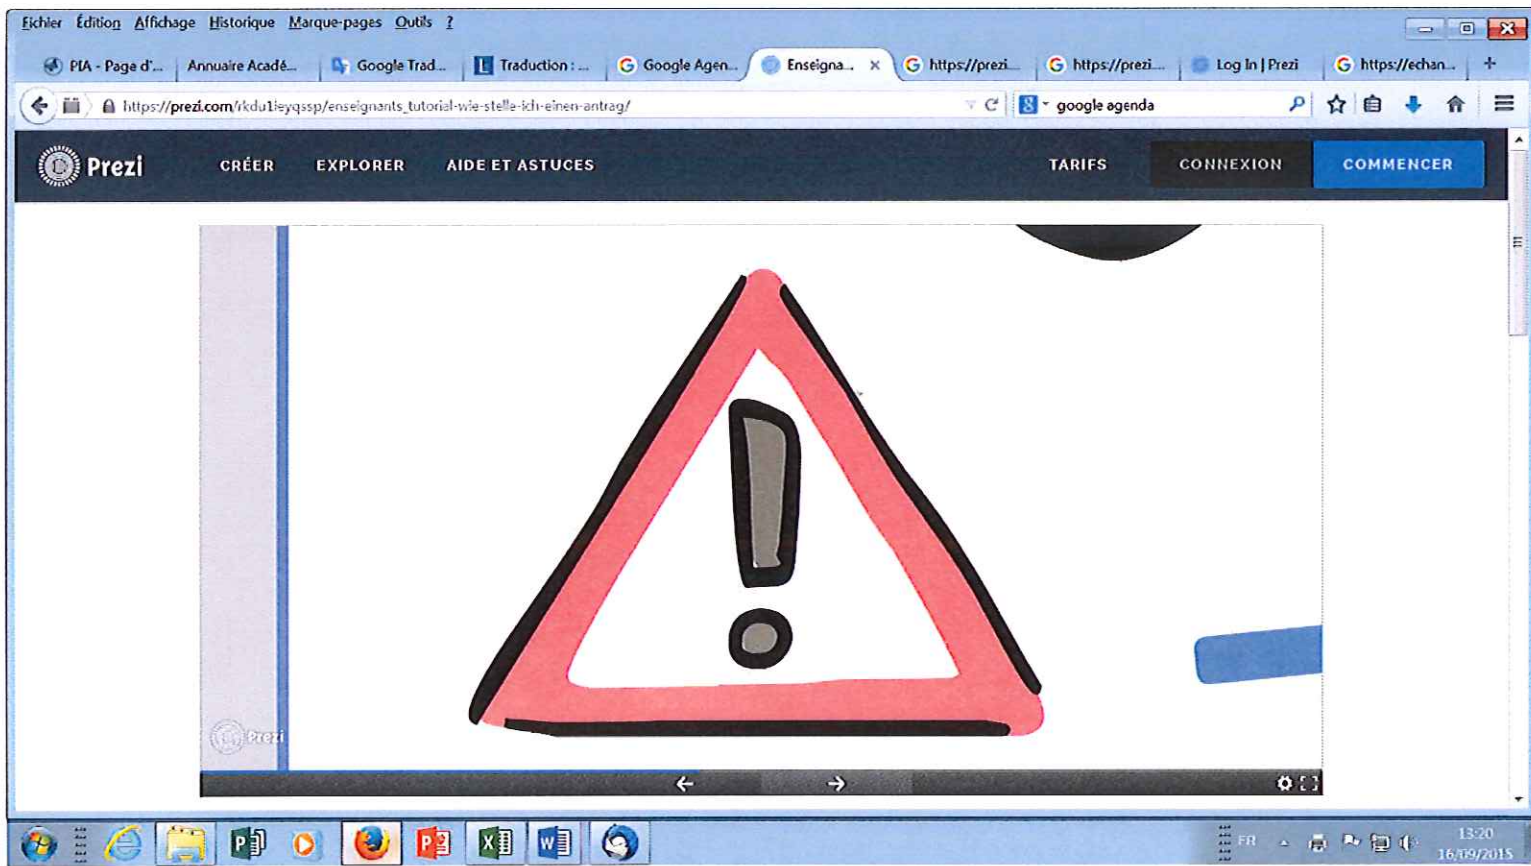 Fichier Édition Affichage Historique Marque-pages Outils ?
PIA - Page d'... Annuaire Acadé... Google Trad... Traduction : ... Google Agen... Enseigna... × https://prezi.... https://prezi.... Log In | Prezi https://echan... +
https://prezi.com/rkdu1ieyqssp/enseignants_tutorial-wie-stelle-ich-einen-antrag/ google agenda
Prezi CRÉER EXPLORER AIDE ET ASTUCES TARIFS CONNEXION COMMENCER
!
Prezi
FR 13:20
16/09/2015